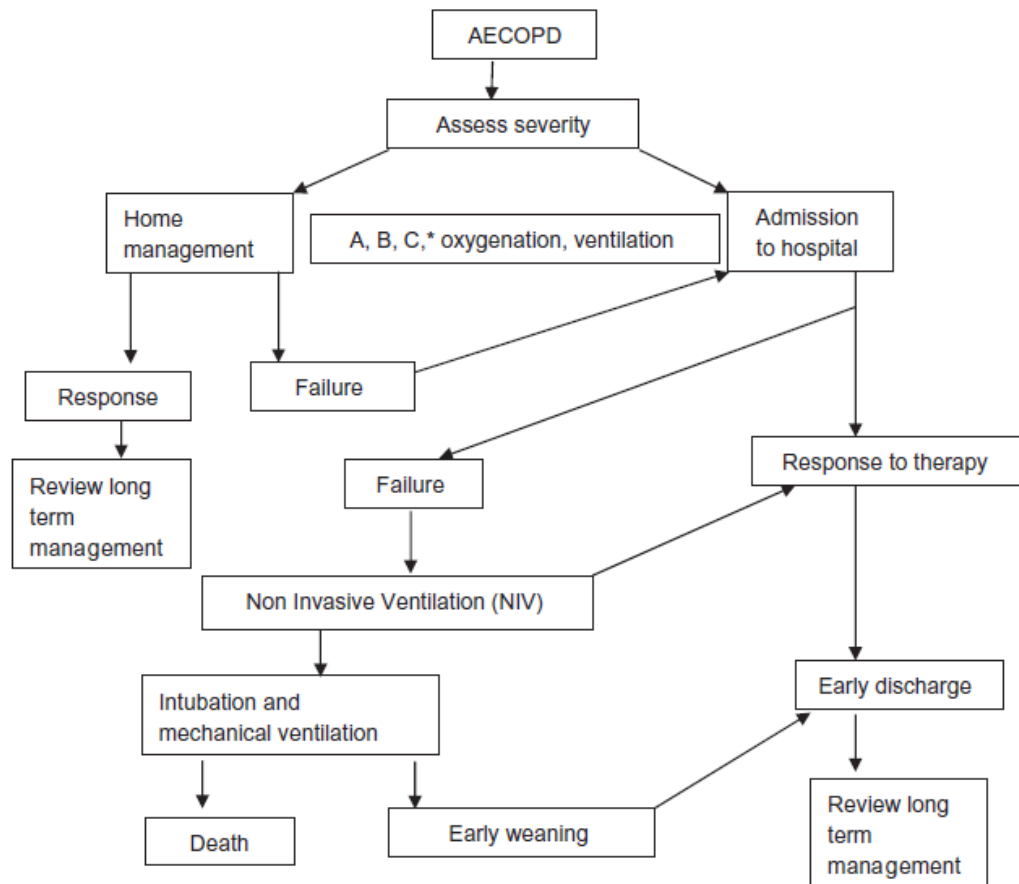 AECOPD
Assess severity
Home
management
A, B, C,* oxygenation, ventilation
Admission
to hospital
Response
Failure
Review long
term
management
Failure
Response to therapy
Non Invasive Ventilation (NIV)
Intubation and
mechanical ventilation
Early discharge
Death
Early weaning
Review long
term
management